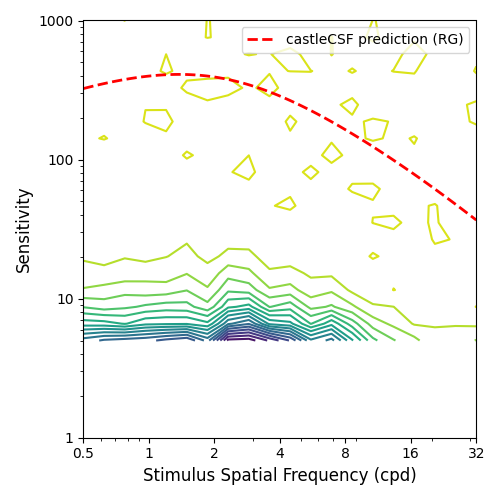 1000
castleCSF prediction (RG)
100
Sensitivity
10
1
0.5 1 2 4 8 16 32
Stimulus Spatial Frequency (cpd)